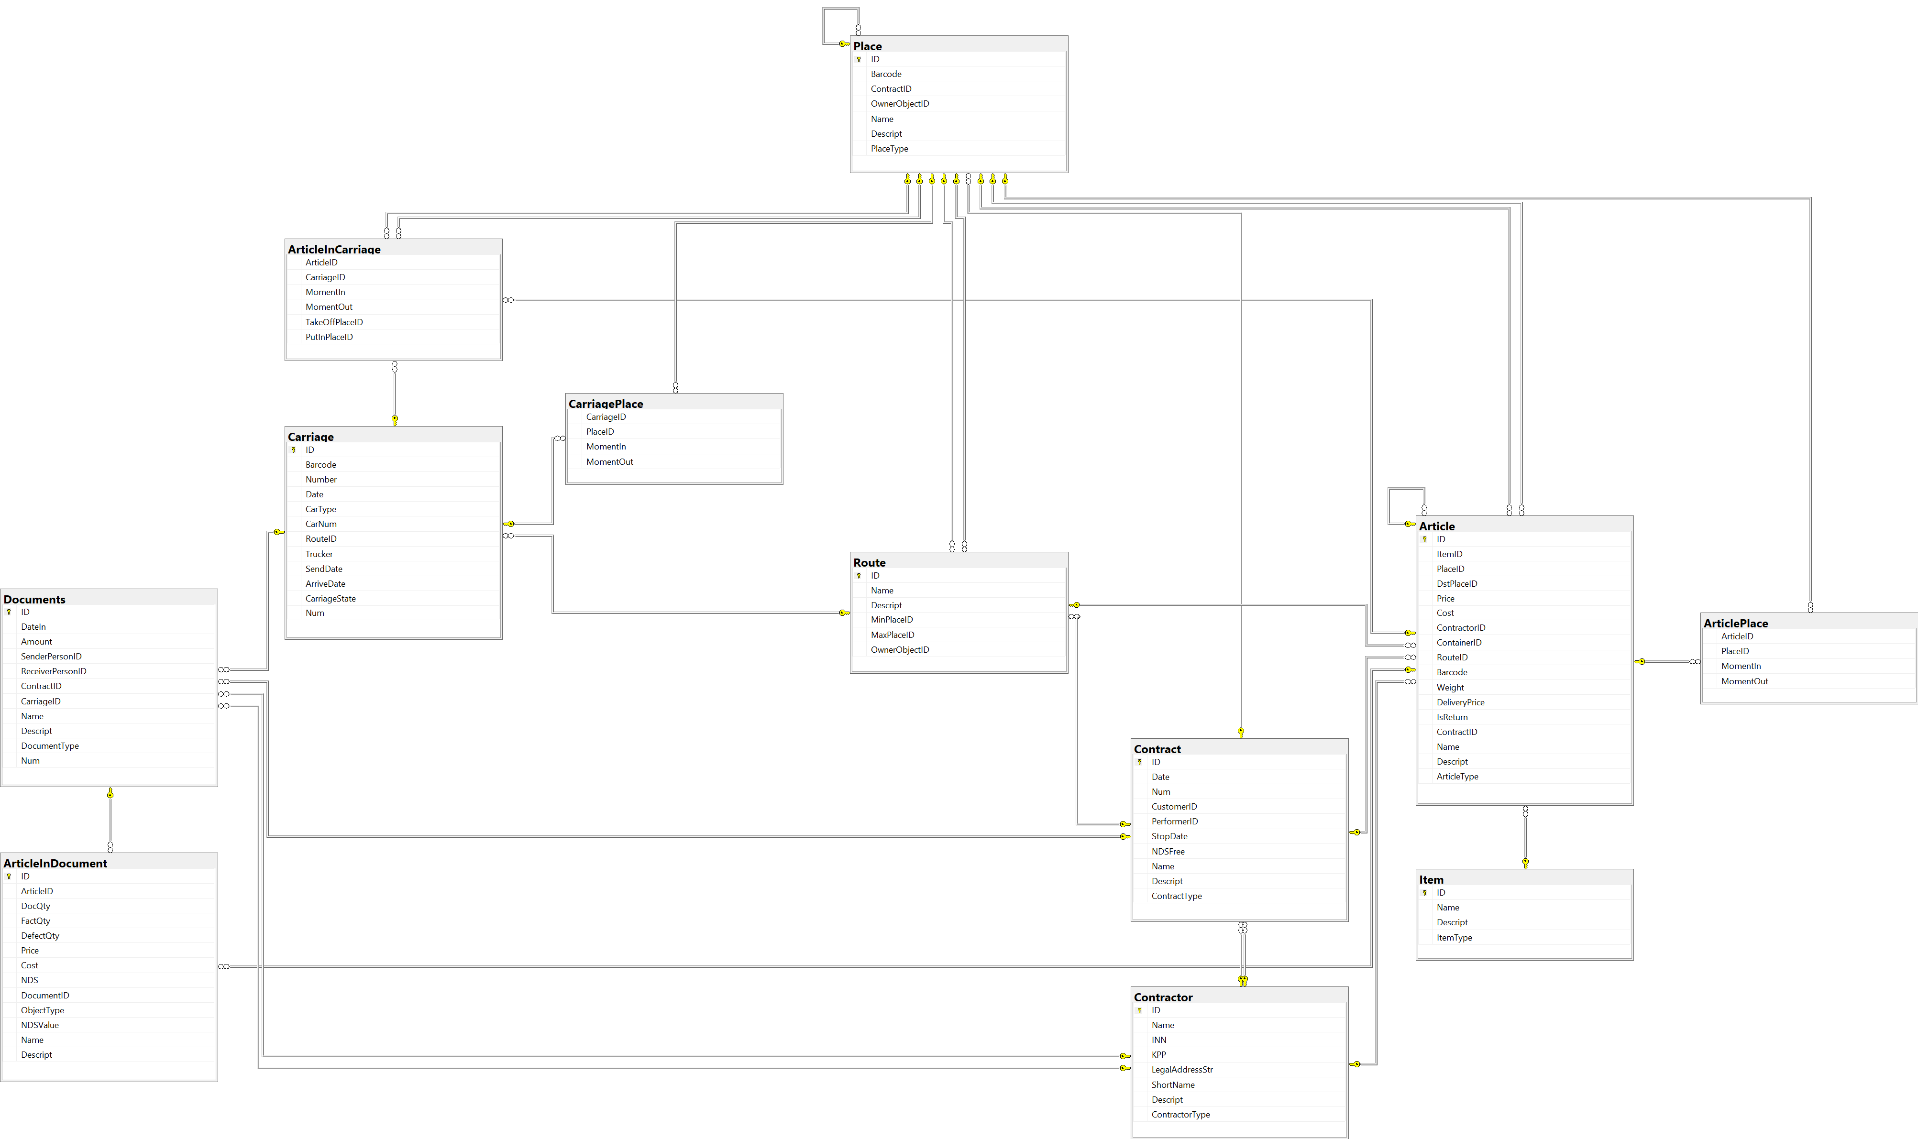 Place
ID
Barcode
ContractID
OwnerObjectID
Name
Descript
PlaceType
ArticleInCarriage
ArticleID
CarriageID
MomentIn
MomentOut
TakeOffPlaceID
PutInPlaceID
CarriagePlace
CarriageID
PlaceID
MomentIn
MomentOut
Carriage
ID
Barcode
Number
Date
CarType
CarNum
RouteID
Trucker
SendDate
ArriveDate
CarriageState
Num
Route
ID
Name
Descript
MinPlaceID
MaxPlaceID
OwnerObjectID
Article
ID
ItemID
PlaceID
DstPlaceID
Price
Cost
ContractorID
ContainerID
RouteID
Barcode
Weight
DeliveryPrice
IsReturn
ContractID
Name
Descript
ArticleType
ArticlePlace
ArticleID
PlaceID
MomentIn
MomentOut
Documents
ID
DateIn
Amount
SenderPersonID
ReceiverPersonID
ContractID
CarriageID
Name
Descript
DocumentType
Num
Contract
ID
Date
Num
CustomerID
PerformerID
StopDate
NDSFree
Name
Descript
ContractType
ArticleInDocument
ID
ArticleID
DocQty
FactQty
DefectQty
Price
Cost
NDS
DocumentID
ObjectType
NDSValue
Name
Descript
Item
ID
Name
Descript
ItemType
Contractor
ID
Name
INN
KPP
LegalAddressStr
ShortName
Descript
ContractorType